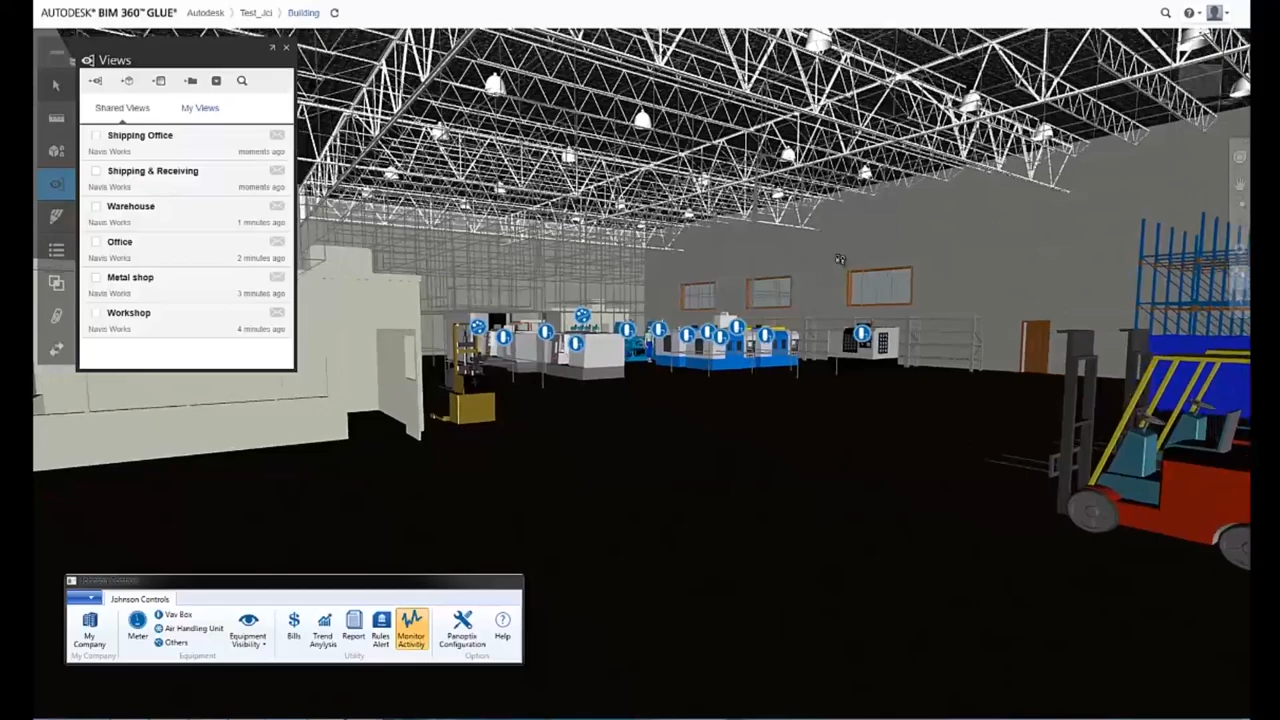 AUTODESK® BIM 360™ GLUE® Autodesk Test_Jci Building
Views
Shared Views My Views
Shipping Office
Navis Works moments ago
Shipping & Receiving
Navis Works moments ago
Warehouse
Navis Works 1 minutes ago
Office
Navis Works 2 minutes ago
Metal shop
Navis Works 3 minutes ago
Workshop
Navis Works 4 minutes ago
Johnson Controls
My Company
Meter
Vav Box
Air Handling Unit
Others
Equipment Visibility
Bills
Trend Anylysis
Report
Rules Alert
Monitor Activitiy
Panoptix Configuration
Help
My Company Equipment Utility Option